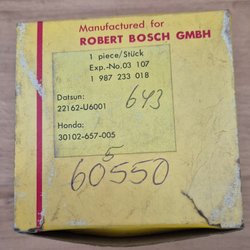 Manufactured for
ROBERT BOSCH GMBH
1 piece/Stück
Exp.-No.03 107
1 987 233 018
Datsun:
22162-U6001
643
Honda:
30102-657-005
5
60550